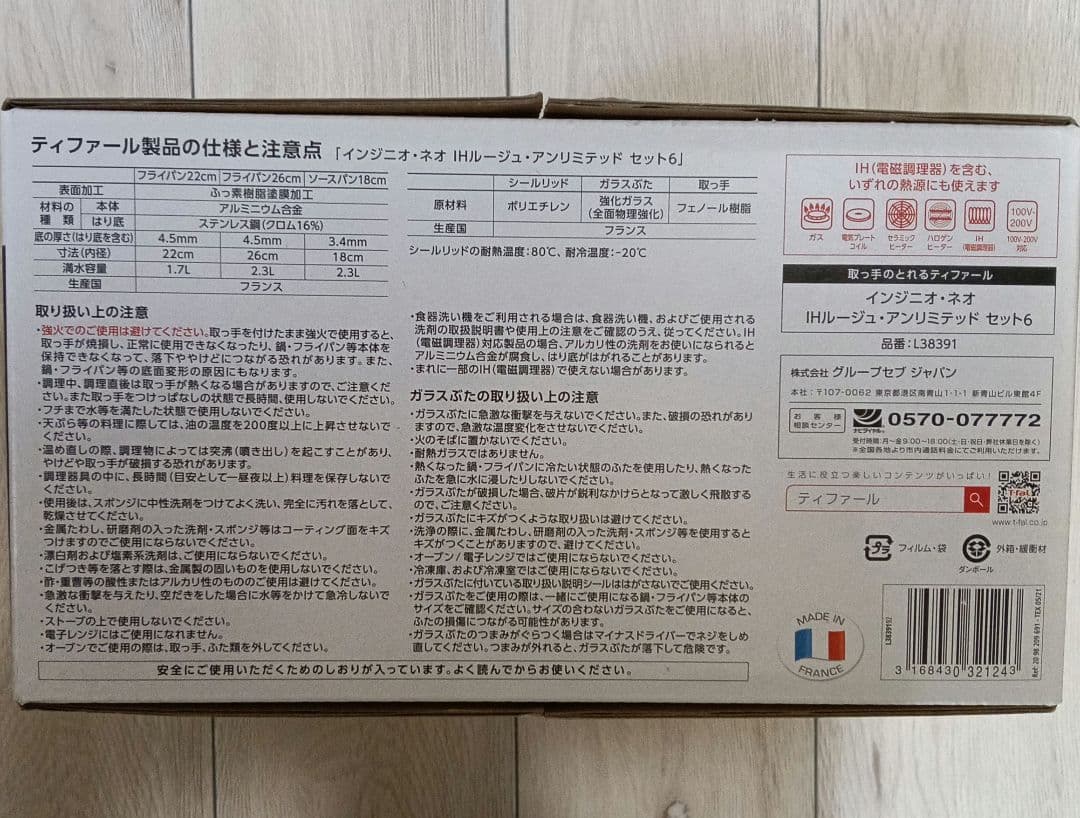 ティファール製品の仕様と注意点 「インジニオ・ネオ IHルージュ・アンリミテッド セット6」
フライパン22cm フライパン26cm ソースパン18cm
表面加工 ふっ素樹脂塗膜加工
材料の種類 本体 アルミニウム合金
はり底 ステンレス鋼(クロム16%)
底の厚さ(はり底を含む) 4.5mm 4.5mm 3.4mm
寸法(内径) 22cm 26cm 18cm
満水容量 1.7L 2.3L 2.3L
生産国 フランス
シールリッド ガラスぶた 取っ手
原材料 ポリエチレン 強化ガラス(全面物理強化) フェノール樹脂
生産国 フランス
シールリッドの耐熱温度:80℃、耐冷温度:-20℃
取り扱い上の注意
・強火でのご使用は避けてください。取っ手を付けたまま強火で使用すると、
取っ手が焼損し、正常に使用できなくなったり、鍋・フライパン等本体を
保持できなくなって、落下ややけどにつながる恐れがあります。また、
鍋・フライパン等の底面変形の原因にもなります。
・調理中、調理直後は取っ手が熱くなる場合がありますので、ご注意くだ
さい。また取っ手をつけっぱなしの状態で長時間、使用しないでください。
・フチまで水等を満たした状態で使用しないでください。
・天ぷら等の料理に際しては、油の温度を200度以上に上昇させないで
ください。
・温め直しの際、調理物によっては突沸(噴き出し)を起こすことがあり、
やけどや取っ手が破損する恐れがあります。
・調理器具の中に、長時間(目安として一昼夜以上)料理を保存しないで
ください。
・使用後は、スポンジに中性洗剤をつけてよく洗い、完全に汚れを落として、
乾燥させてください。
・金属たわし、研磨剤の入った洗剤・スポンジ等はコーティング面をキズ
つけますのでご使用にならないでください。
・漂白剤および塩素系洗剤は、ご使用にならないでください。
・こげつき等を落とす際は、金属製の固いものを使用しないでください。
・酢・重曹等の酸性またはアルカリ性のもののご使用は避けてください。
・急激な衝撃を与えたり、空だきをした場合に水等をかけて急冷しないで
ください。
・ストーブの上で使用しないでください。
・電子レンジにはご使用になれません。
・オーブンでご使用の際は、取っ手、ふた類を外してください。
・食器洗い機をご利用される場合は、食器洗い機、およびご使用される
洗剤の取扱説明書や使用上の注意をご確認のうえ、従ってください。IH
(電磁調理器)対応製品の場合、アルカリ性の洗剤をお使いになられると
アルミニウム合金が腐食し、はり底がはがれることがあります。
・まれに一部のIH(電磁調理器)で使えない場合があります。
ガラスぶたの取り扱い上の注意
・ガラスぶたに急激な衝撃を与えないでください。また、破損の恐れがあり
ますので、急激な温度変化をさせないでください。
・火のそばに置かないでください。
・耐熱ガラスではありません。
・熱くなった鍋・フライパンに冷たい状態のふたを使用したり、熱くなった
ふたを急に水に浸したりしないでください。
・ガラスぶたが破損した場合、破片が鋭利なかけらとなって激しく飛散する
ので、ご注意ください。
・ガラスぶたにキズがつくような取り扱いは避けてください。
・洗浄の際に、金属たわし、研磨剤の入った洗剤・スポンジ等を使用すると
キズがつくことがありますので、避けてください。
・オーブン/電子レンジではご使用にならないでください。
・冷凍庫、および冷凍室ではご使用にならないでください。
・ガラスぶたに付いている取り扱い説明シールははがさないでご使用ください。
・ガラスぶたをご使用の際は、一緒にご使用になる鍋・フライパン等本体の
サイズをご確認ください。サイズの合わないガラスぶたをご使用になると、
ふたの損傷につながる可能性があります。
・ガラスぶたのつまみがぐらつく場合はマイナスドライバーでネジをしめ
直してください。つまみが外れると、ガラスぶたが落下して危険です。
安全にご使用いただくためのしおりが入っています。よく読んでからお使いください。
IH(電磁調理器)を含む、
いずれの熱源にも使えます
ガス 電気プレートコイル セラミックヒーター ハロゲンヒーター IH(電磁調理器) 100V-200V 100V-200V対応
取っ手のとれるティファール
インジニオ・ネオ
IHルージュ・アンリミテッド セット6
品番:L38391
株式会社 グループセブ ジャパン
本社:〒107-0062 東京都港区南青山1-1-1 新青山ビル東館4F
お客様相談センター ナビダイヤル 0570-077772
受付時間:月〜金9:00〜18:00(土・日・祝日・弊社休業日を除く)
※全国各地より市内通話料金にてご利用いただけます。
生活に役立つ楽しいコンテンツがいっぱい!
ティファール
T-fal
www.t-fal.co.jp
プラ フィルム・袋 ダンボール 外箱・緩衝材
MADE IN
FRANCE
L3839192
3 168430 321243
Ref: 20 98 209 691 - TEX 05/21